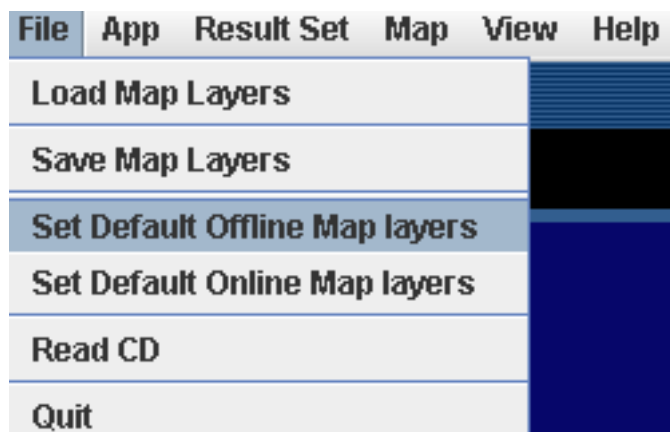 File App Result Set Map View Help
Load Map Layers
Save Map Layers
Set Default Offline Map layers
Set Default Online Map layers
Read CD
Quit